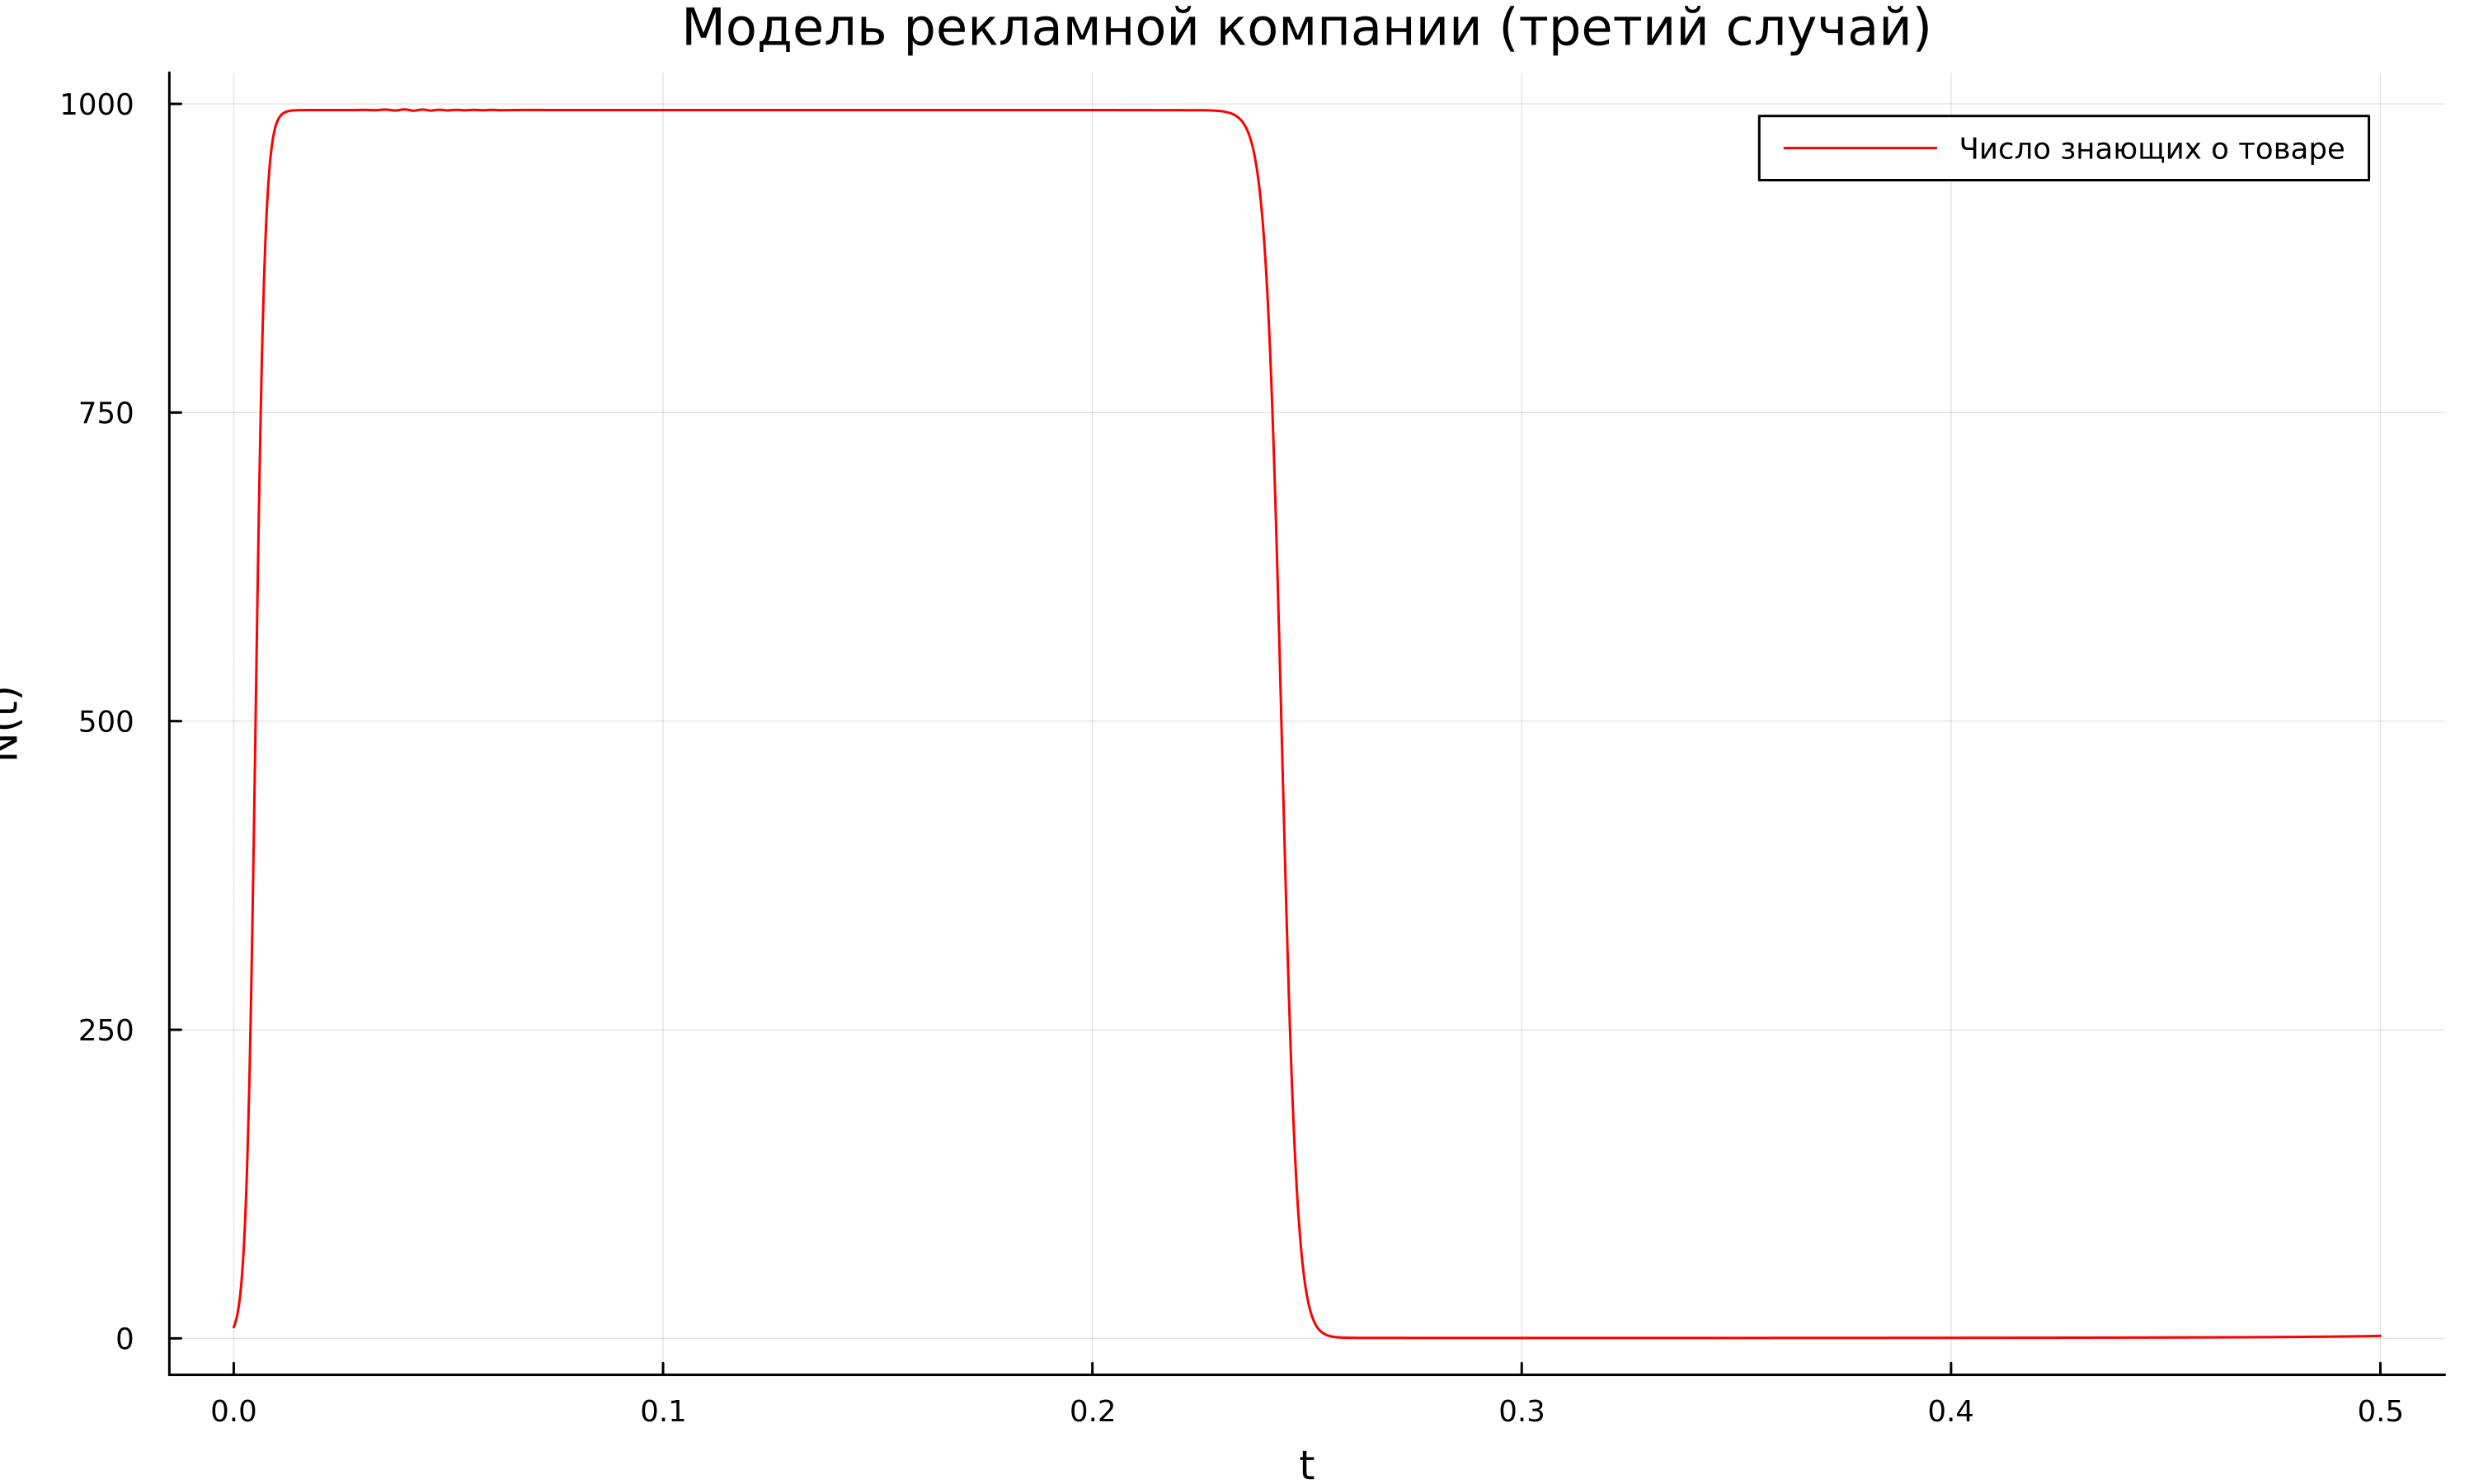 Модель рекламной компании (третий случай)
Число знающих о товаре
N(t)
1000
750
500
250
0
0.0 0.1 0.2 0.3 0.4 0.5
t